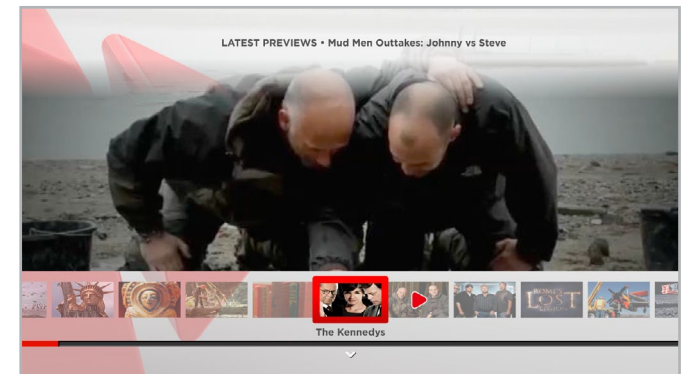 LATEST PREVIEWS • Mud Men Outtakes: Johnny vs Steve
LOST
The Kennedys